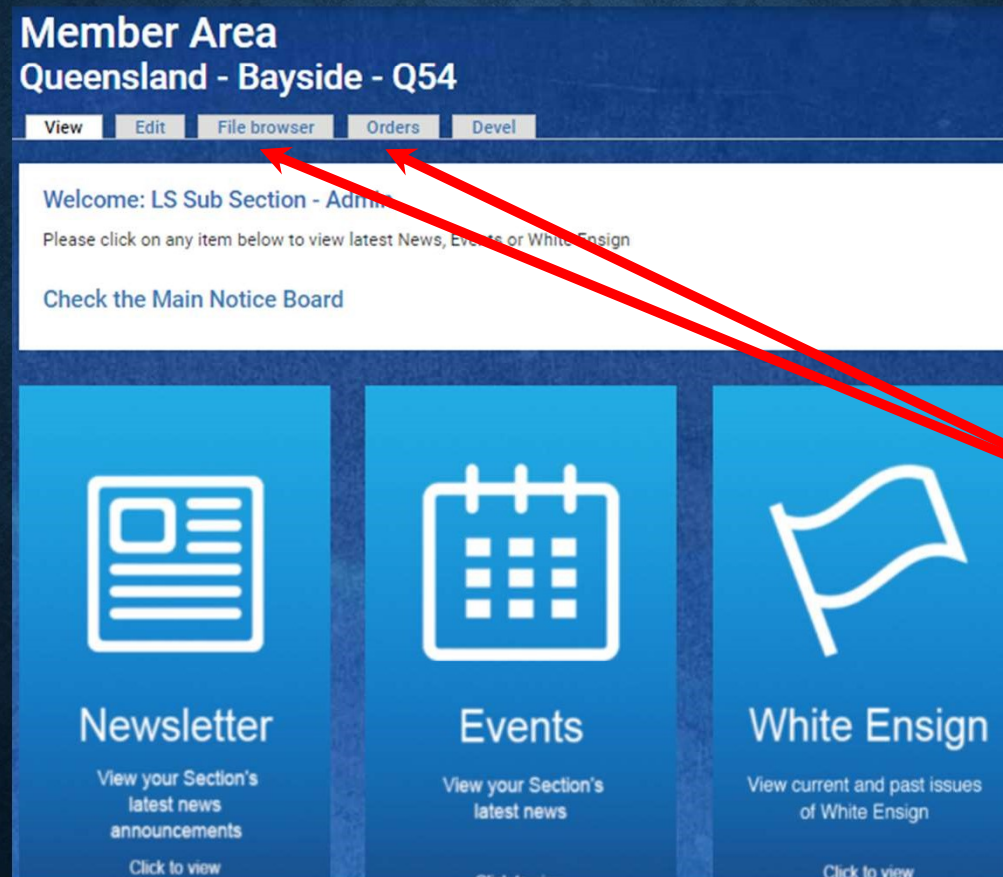 Member Area
Queensland - Bayside - Q54
View Edit File browser Orders Devel
Welcome: LS Sub Section - Admin
Please click on any item below to view latest News, Events or White Ensign
Check the Main Notice Board
Newsletter
View your Section's
latest news
announcements
Click to view
Events
View your Section's
latest news
White Ensign
View current and past issues
of White Ensign
Click to view